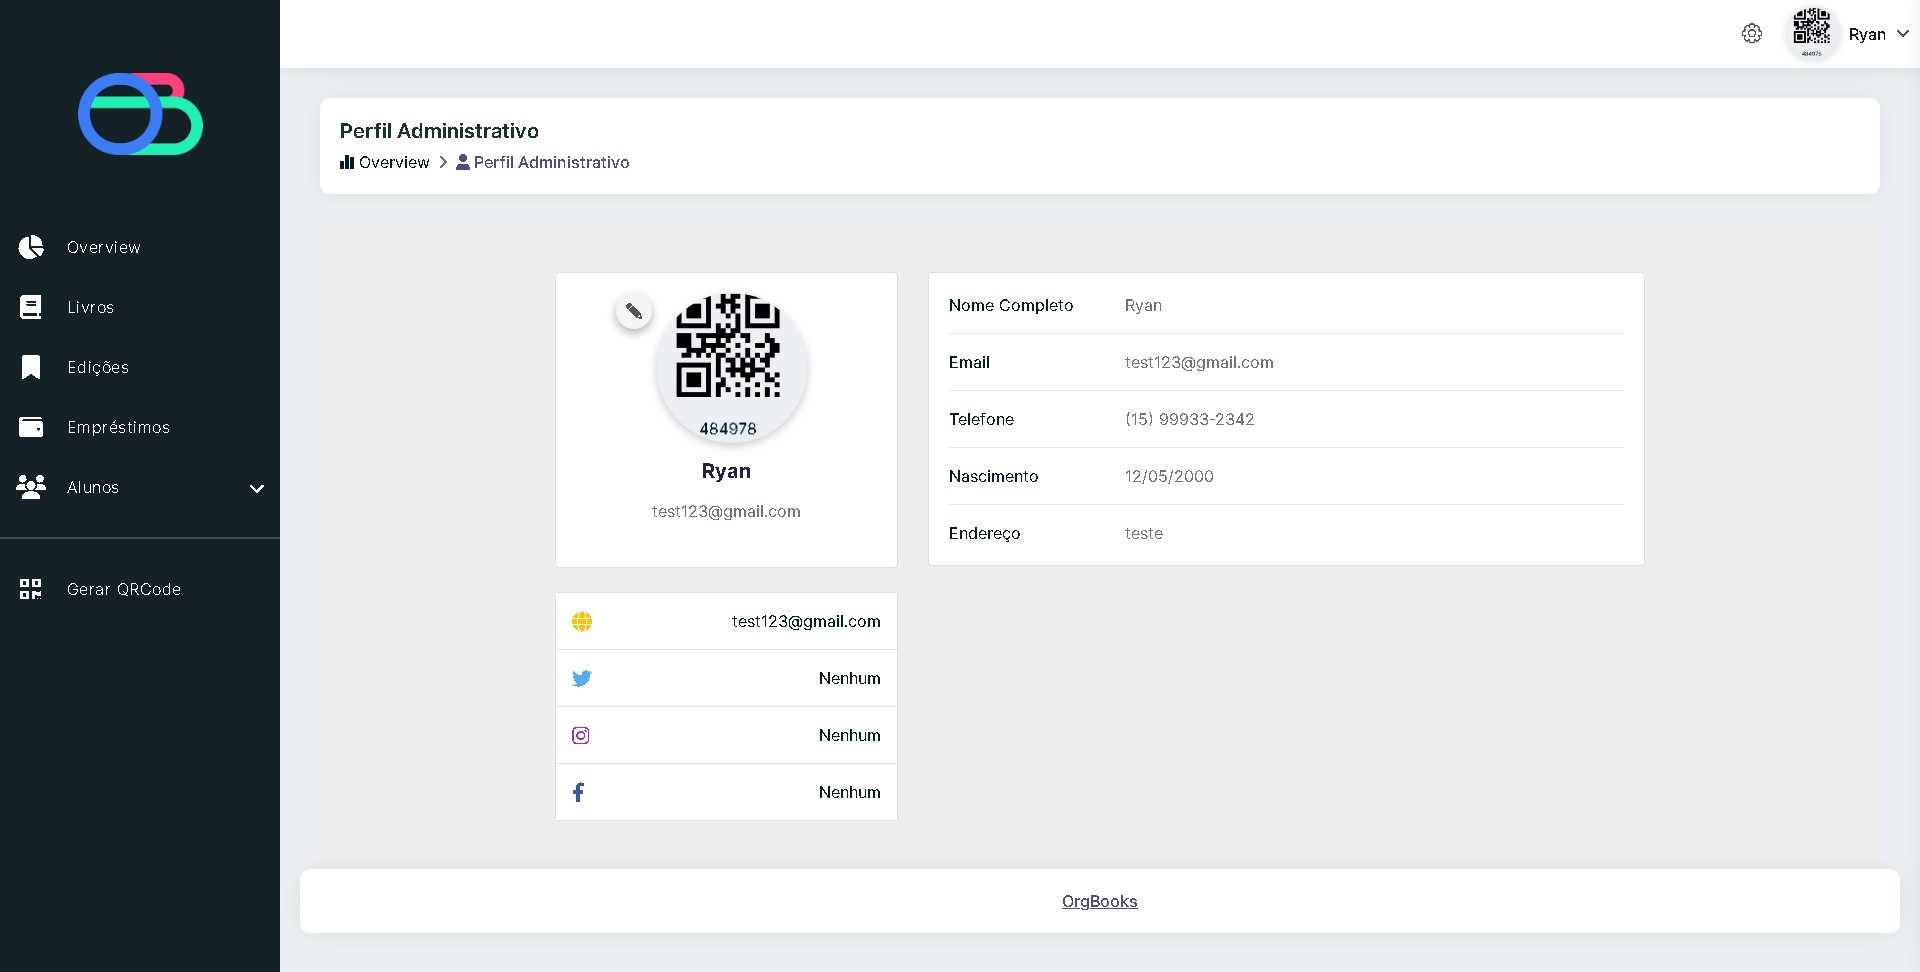 Ryan
Perfil Administrativo
Overview > Perfil Administrativo
Overview
Livros
Edições
Empréstimos
Alunos
Gerar QRCode
484978
Ryan
test123@gmail.com
Nome Completo Ryan
Email test123@gmail.com
Telefone (15) 99933-2342
Nascimento 12/05/2000
Endereço teste
test123@gmail.com
Nenhum
Nenhum
Nenhum
OrgBooks